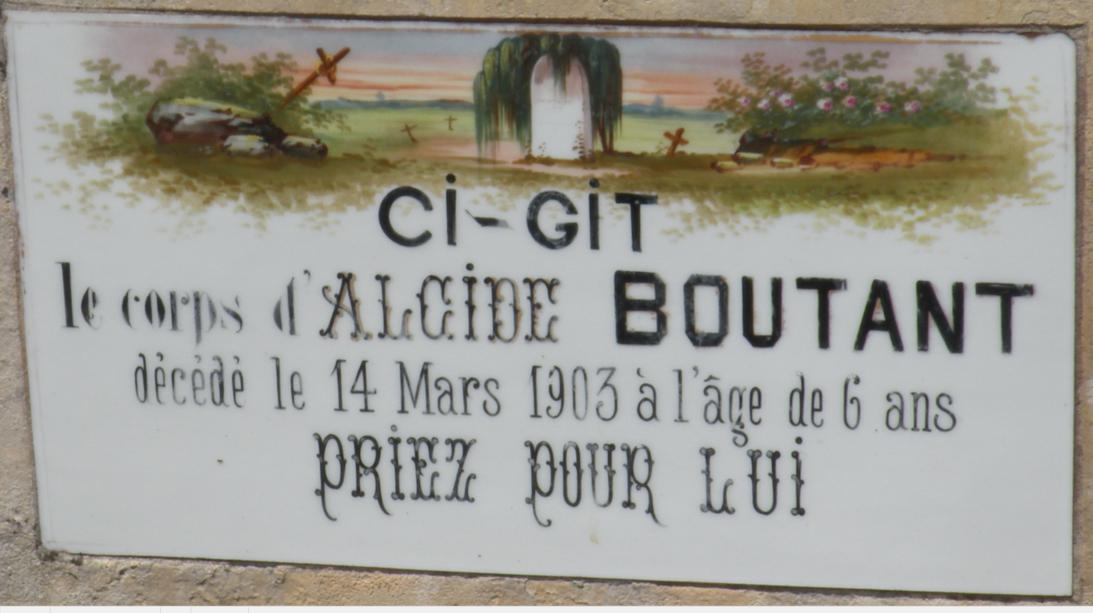 Ci-GiT
le corps d'ALCiDE BOUTANT
décédé le 14 Mars 1903 à l'âge de 6 ans
PRiEZ POUR LUi